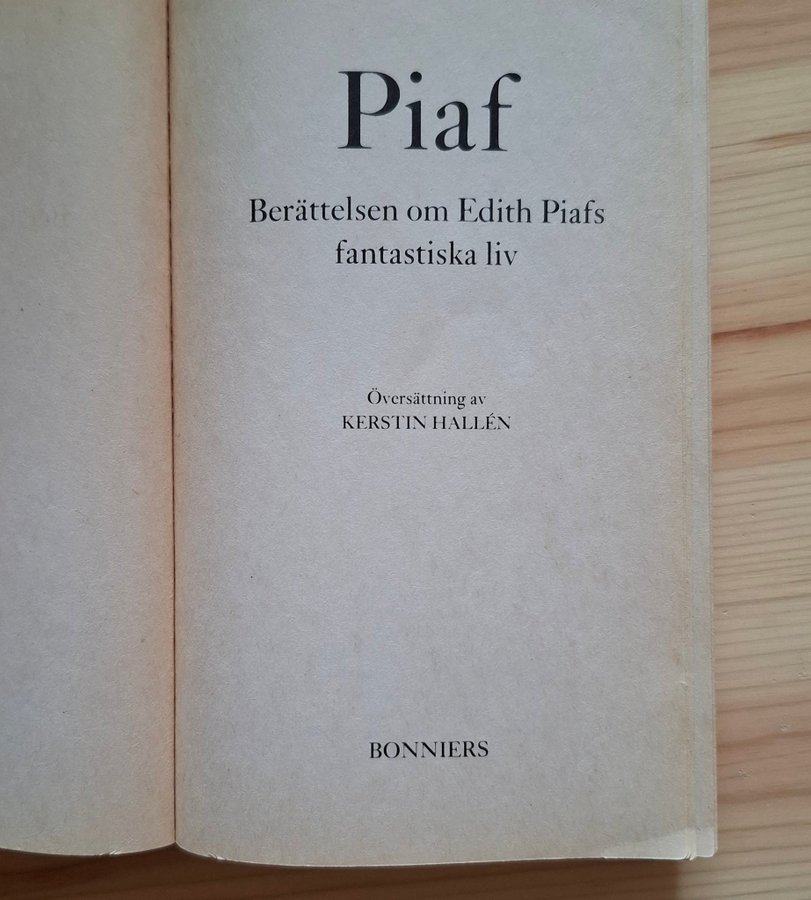 Piaf
Berättelsen om Edith Piafs
fantastiska liv
Översättning av
KERSTIN HALLÉN
BONNIERS